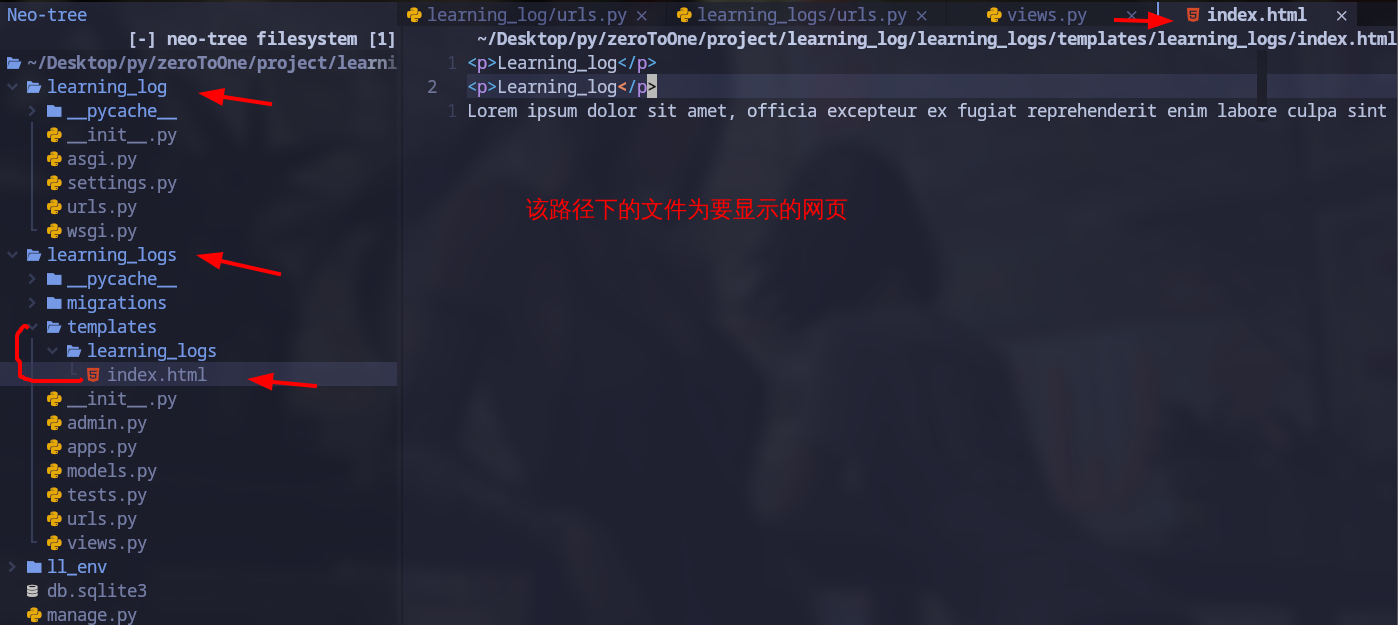 Neo-tree
[-] neo-tree filesystem [1]
~/Desktop/py/zeroToOne/project/learni
learning_log
__pycache__
__init__.py
asgi.py
settings.py
urls.py
wsgi.py
learning_logs
__pycache__
migrations
templates
learning_logs
index.html
__init__.py
admin.py
apps.py
models.py
tests.py
urls.py
views.py
ll_env
db.sqlite3
manage.py
learning_log/urls.py × learning_logs/urls.py × views.py × index.html ×
~/Desktop/py/zeroToOne/project/learning_log/learning_logs/templates/learning_logs/index.html
1 <p>Learning_log</p>
2 <p>Learning_log</p>
1 Lorem ipsum dolor sit amet, officia excepteur ex fugiat reprehenderit enim labore culpa sint
该路径下的文件为要显示的网页